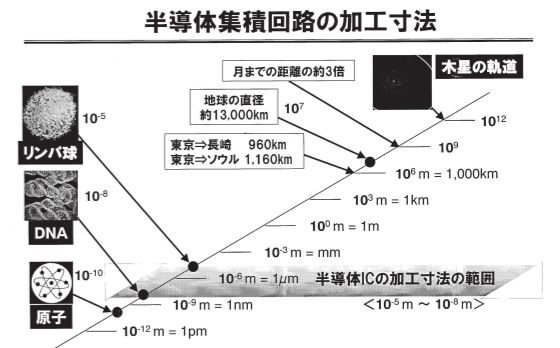 半導体集積回路の加工寸法
月までの距離の約3倍
木星の軌道
地球の直径
約13,000km
10⁷
10¹²
10⁻⁵
東京⇒長崎 960km
東京⇒ソウル 1,160km
10⁹
リンパ球
10⁶ m = 1,000km
10⁻⁸
10³ m = 1km
DNA
10⁰ m = 1m
10⁻³ m = mm
10⁻¹⁰
10⁻⁶ m = 1μm
半導体ICの加工寸法の範囲
10⁻⁹ m = 1nm
<10⁻⁵ m ~ 10⁻⁸ m>
原子
10⁻¹² m = 1pm